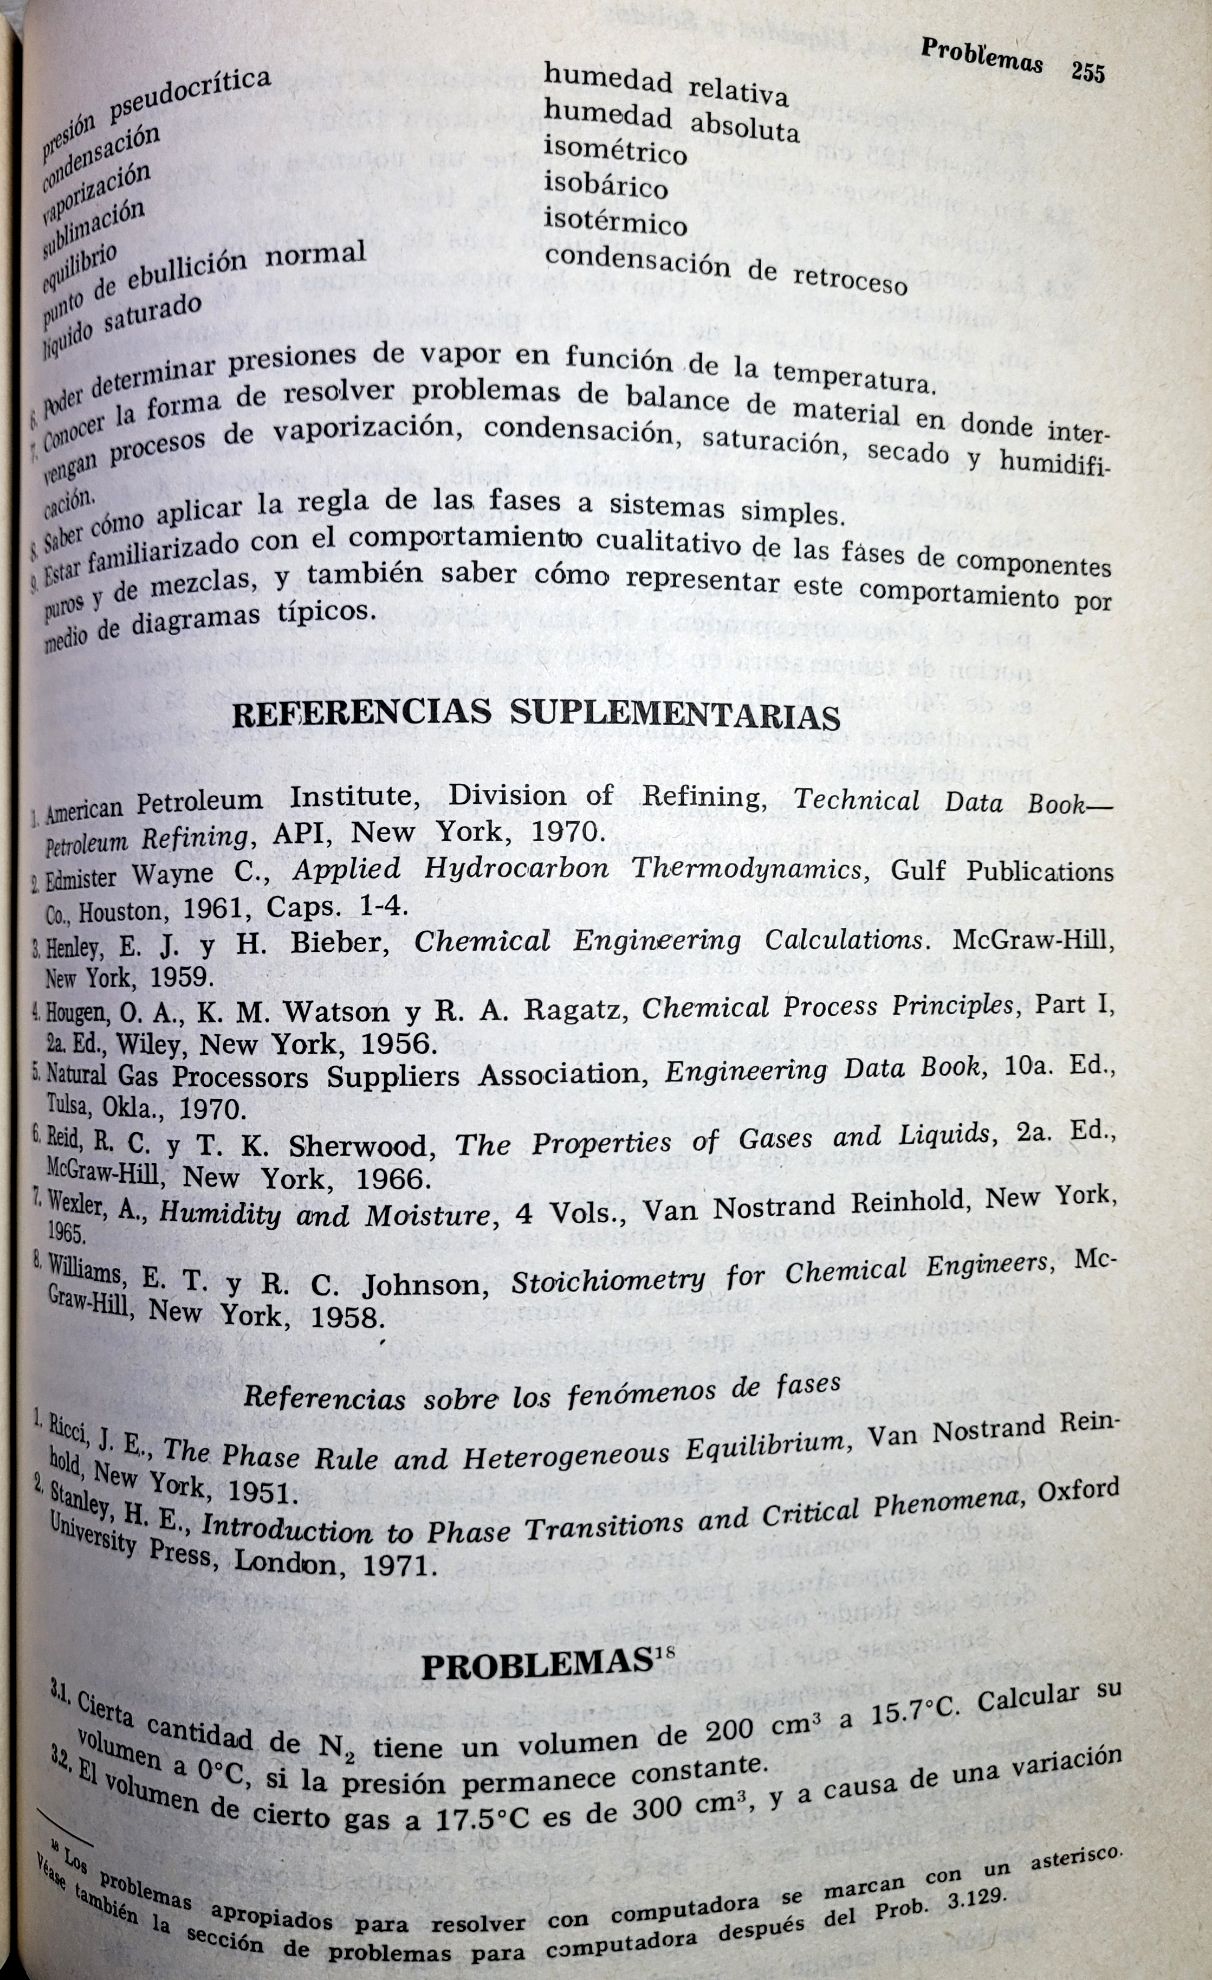 Problemas 255
presión pseudocrítica
condensación
vaporización
sublimación
equilibrio
punto de ebullición normal
líquido saturado
humedad relativa
humedad absoluta
isométrico
isobárico
isotérmico
condensación de retroceso
6. Poder determinar presiones de vapor en función de la temperatura.
7. Conocer la forma de resolver problemas de balance de material en donde inter-
vengan procesos de vaporización, condensación, saturación, secado y humidifi-
cación.
8. Saber cómo aplicar la regla de las fases a sistemas simples.
9. Estar familiarizado con el comportamiento cualitativo de las fases de componentes
puros y de mezclas, y también saber cómo representar este comportamiento por
medio de diagramas típicos.
REFERENCIAS SUPLEMENTARIAS
1. American Petroleum Institute, Division of Refining, Technical Data Book—
Petroleum Refining, API, New York, 1970.
2. Edmister Wayne C., Applied Hydrocarbon Thermodynamics, Gulf Publications
Co., Houston, 1961, Caps. 1-4.
3. Henley, E. J. y H. Bieber, Chemical Engineering Calculations. McGraw-Hill,
New York, 1959.
4. Hougen, O. A., K. M. Watson y R. A. Ragatz, Chemical Process Principles, Part I,
2a. Ed., Wiley, New York, 1956.
5. Natural Gas Processors Suppliers Association, Engineering Data Book, 10a. Ed.,
Tulsa, Okla., 1970.
6. Reid, R. C. y T. K. Sherwood, The Properties of Gases and Liquids, 2a. Ed.,
McGraw-Hill, New York, 1966.
7. Wexler, A., Humidity and Moisture, 4 Vols., Van Nostrand Reinhold, New York,
1965.
8. Williams, E. T. y R. C. Johnson, Stoichiometry for Chemical Engineers, Mc-
Graw-Hill, New York, 1958.
Referencias sobre los fenómenos de fases
1. Ricci, J. E., The Phase Rule and Heterogeneous Equilibrium, Van Nostrand Rein-
hold, New York, 1951.
2. Stanley, H. E., Introduction to Phase Transitions and Critical Phenomena, Oxford
University Press, London, 1971.
PROBLEMAS¹⁸
3.1. Cierta cantidad de N₂ tiene un volumen de 200 cm³ a 15.7°C. Calcular su
volumen a 0°C, si la presión permanece constante.
3.2. El volumen de cierto gas a 17.5°C es de 300 cm³, y a causa de una variación
¹⁸ Los problemas apropiados para resolver con computadora se marcan con un asterisco.
Véase también la sección de problemas para computadora después del Prob. 3.129.